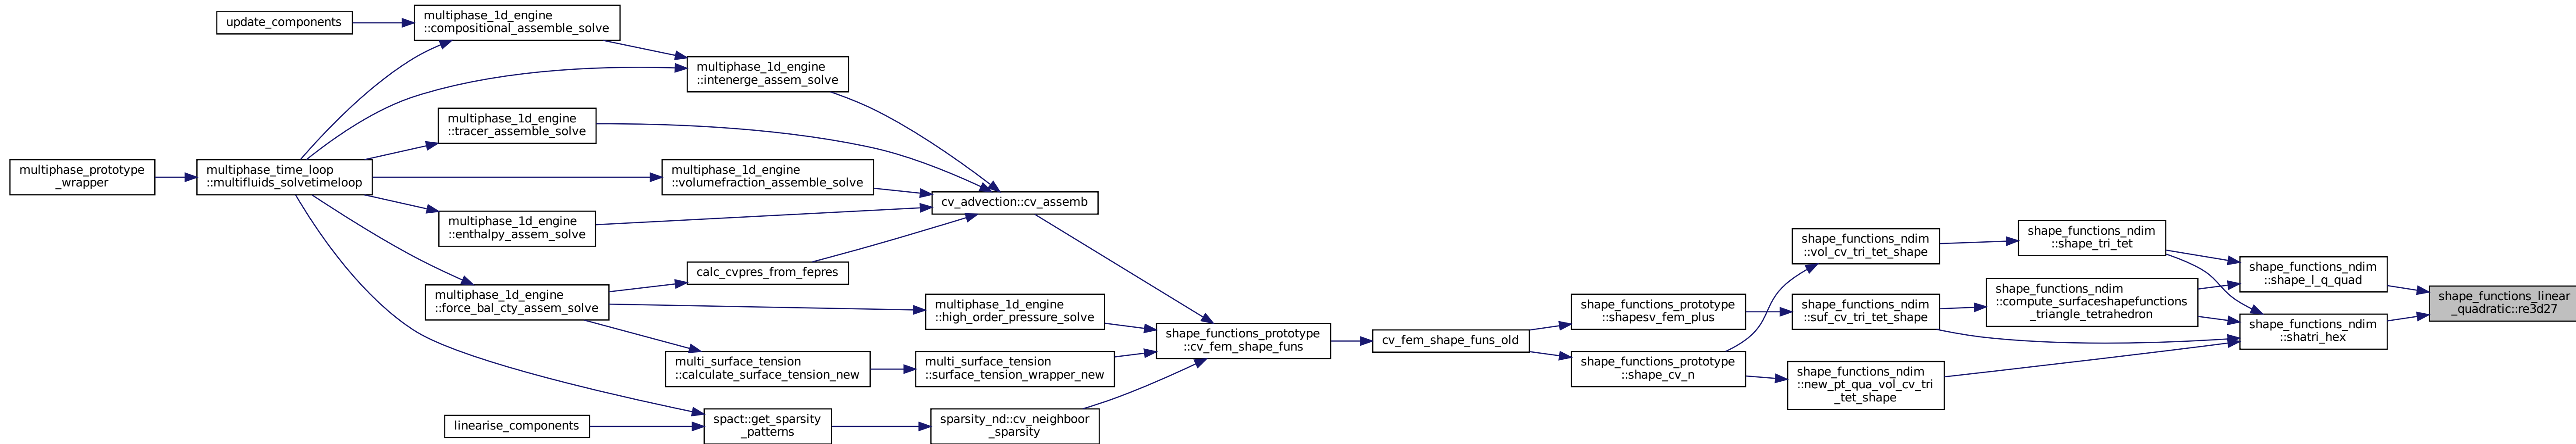 update_components
multiphase_1d_engine
::compositional_assemble_solve
multiphase_1d_engine
::intenerge_assem_solve
multiphase_1d_engine
::tracer_assemble_solve
multiphase_prototype
_wrapper
multiphase_time_loop
::multifluids_solvetimeloop
multiphase_1d_engine
::volumefraction_assemble_solve
cv_advection::cv_assemb
multiphase_1d_engine
::enthalpy_assem_solve
calc_cvpres_from_fepres
multiphase_1d_engine
::force_bal_cty_assem_solve
multiphase_1d_engine
::high_order_pressure_solve
multi_surface_tension
::calculate_surface_tension_new
multi_surface_tension
::surface_tension_wrapper_new
linearise_components
spact::get_sparsity
_patterns
sparsity_nd::cv_neighboor
_sparsity
shape_functions_prototype
::cv_fem_shape_funs
cv_fem_shape_funs_old
shape_functions_prototype
::shapesv_fem_plus
shape_functions_prototype
::shape_cv_n
shape_functions_ndim
::vol_cv_tri_tet_shape
shape_functions_ndim
::suf_cv_tri_tet_shape
shape_functions_ndim
::new_pt_qua_vol_cv_tri
_tet_shape
shape_functions_ndim
::shape_tri_tet
shape_functions_ndim
::compute_surfaceshapefunctions
_triangle_tetrahedron
shape_functions_ndim
::shape_l_q_quad
shape_functions_ndim
::shatri_hex
shape_functions_linear
_quadratic::re3d27